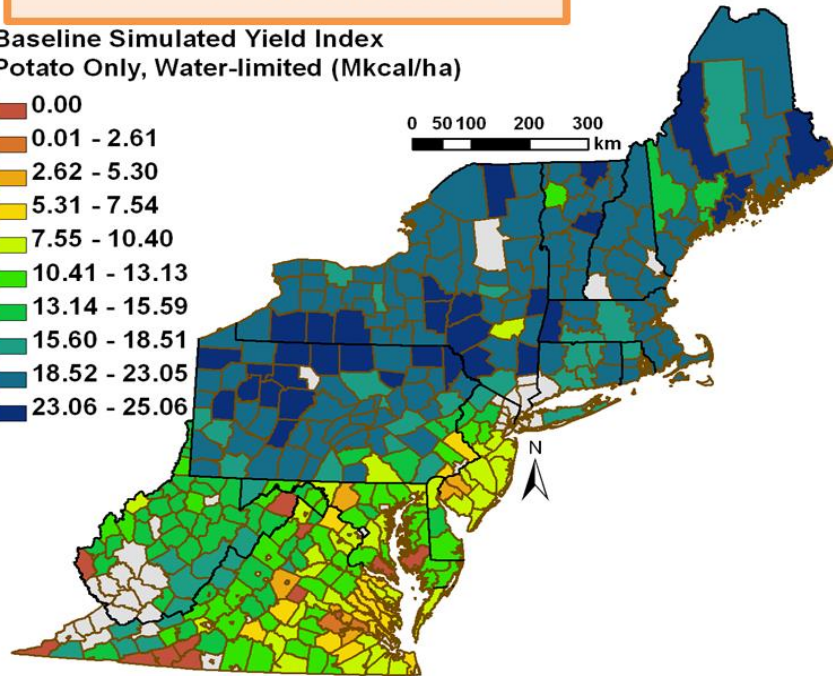 Baseline Simulated Yield Index
Potato Only, Water-limited (Mkcal/ha)
0.00
0.01 - 2.61
2.62 - 5.30
5.31 - 7.54
7.55 - 10.40
10.41 - 13.13
13.14 - 15.59
15.60 - 18.51
18.52 - 23.05
23.06 - 25.06
0 50 100 200 300
km
N